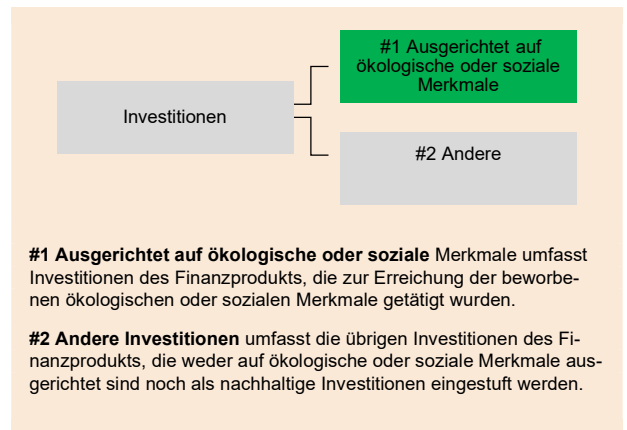 #1 Ausgerichtet auf
ökologische oder soziale
Merkmale
Investitionen
#2 Andere
#1 Ausgerichtet auf ökologische oder soziale Merkmale umfasst
Investitionen des Finanzprodukts, die zur Erreichung der beworbe-
nen ökologischen oder sozialen Merkmale getätigt wurden.
#2 Andere Investitionen umfasst die übrigen Investitionen des Fi-
nanzprodukts, die weder auf ökologische oder soziale Merkmale aus-
gerichtet sind noch als nachhaltige Investitionen eingestuft werden.